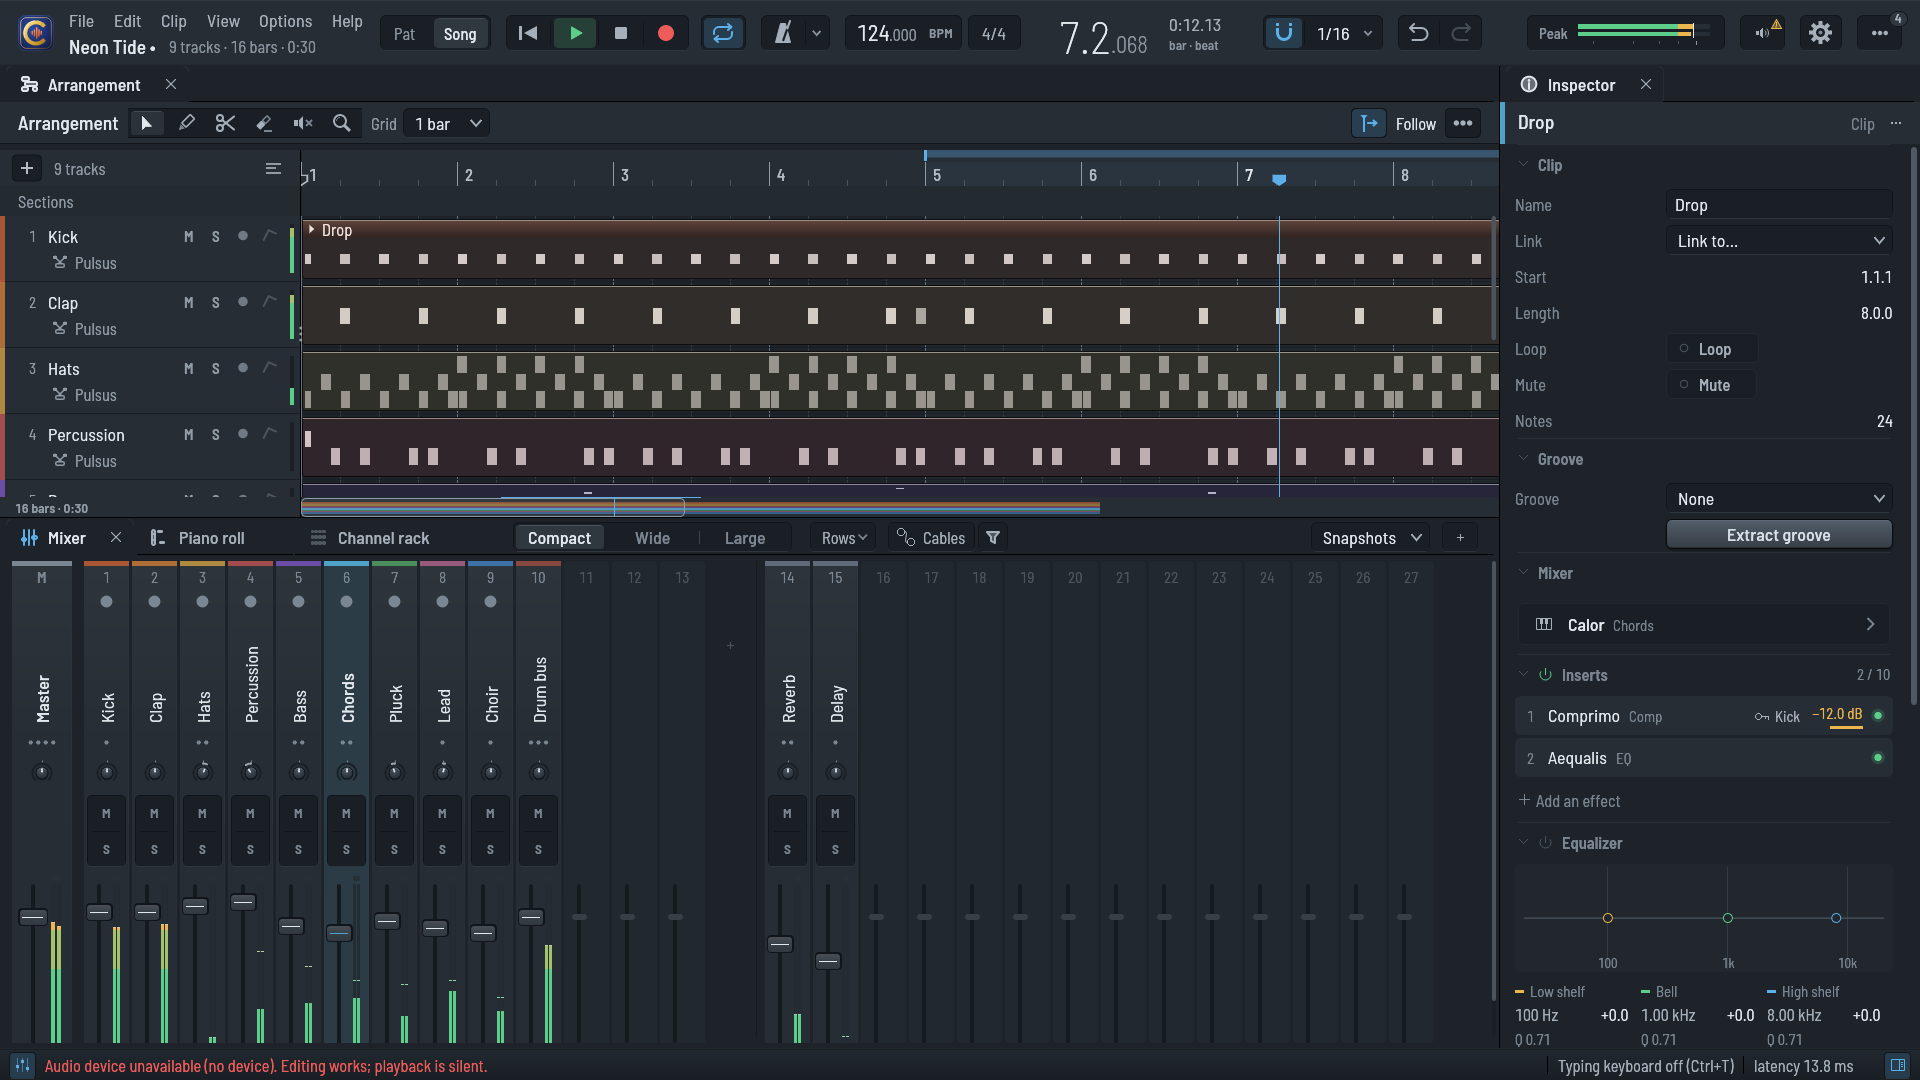 File Edit Clip View Options Help
Neon Tide • 9 tracks · 16 bars · 0:30
Pat Song
124.000 BPM 4/4
7.2.068
0:12.13
bar · beat
1/16
Peak
4
Arrangement
Inspector
Arrangement
Grid 1 bar
Follow
Drop Clip
9 tracks
1 2 3 4 5 6 7 8
Sections
1 Kick M S
Pulsus
Drop
2 Clap M S
Pulsus
3 Hats M S
Pulsus
4 Percussion M S
Pulsus
16 bars · 0:30
Clip
Name Drop
Link Link to...
Start 1.1.1
Length 8.0.0
Loop Loop
Mute Mute
Notes 24
Groove
Groove None
Extract groove
Mixer
Calor Chords
Inserts 2 / 10
1 Comprimo Comp Kick −12.0 dB
2 Aequalis EQ
+ Add an effect
Equalizer
100 1k 10k
Low shelf Bell High shelf
100 Hz +0.0 1.00 kHz +0.0 8.00 kHz +0.0
Q 0.71 Q 0.71 Q 0.71
Mixer
Piano roll
Channel rack
Compact Wide Large
Rows
Cables
Snapshots
+
M 1 2 3 4 5 6 7 8 9 10 11 12 13 14 15 16 17 18 19 20 21 22 23 24 25 26 27
+
Master Kick Clap Hats Percussion Bass Chords Pluck Lead Choir Drum bus Reverb Delay
M M M M M M M M M M M M
S S S S S S S S S S S S
Audio device unavailable (no device). Editing works; playback is silent.
Typing keyboard off (Ctrl+T)
latency 13.8 ms